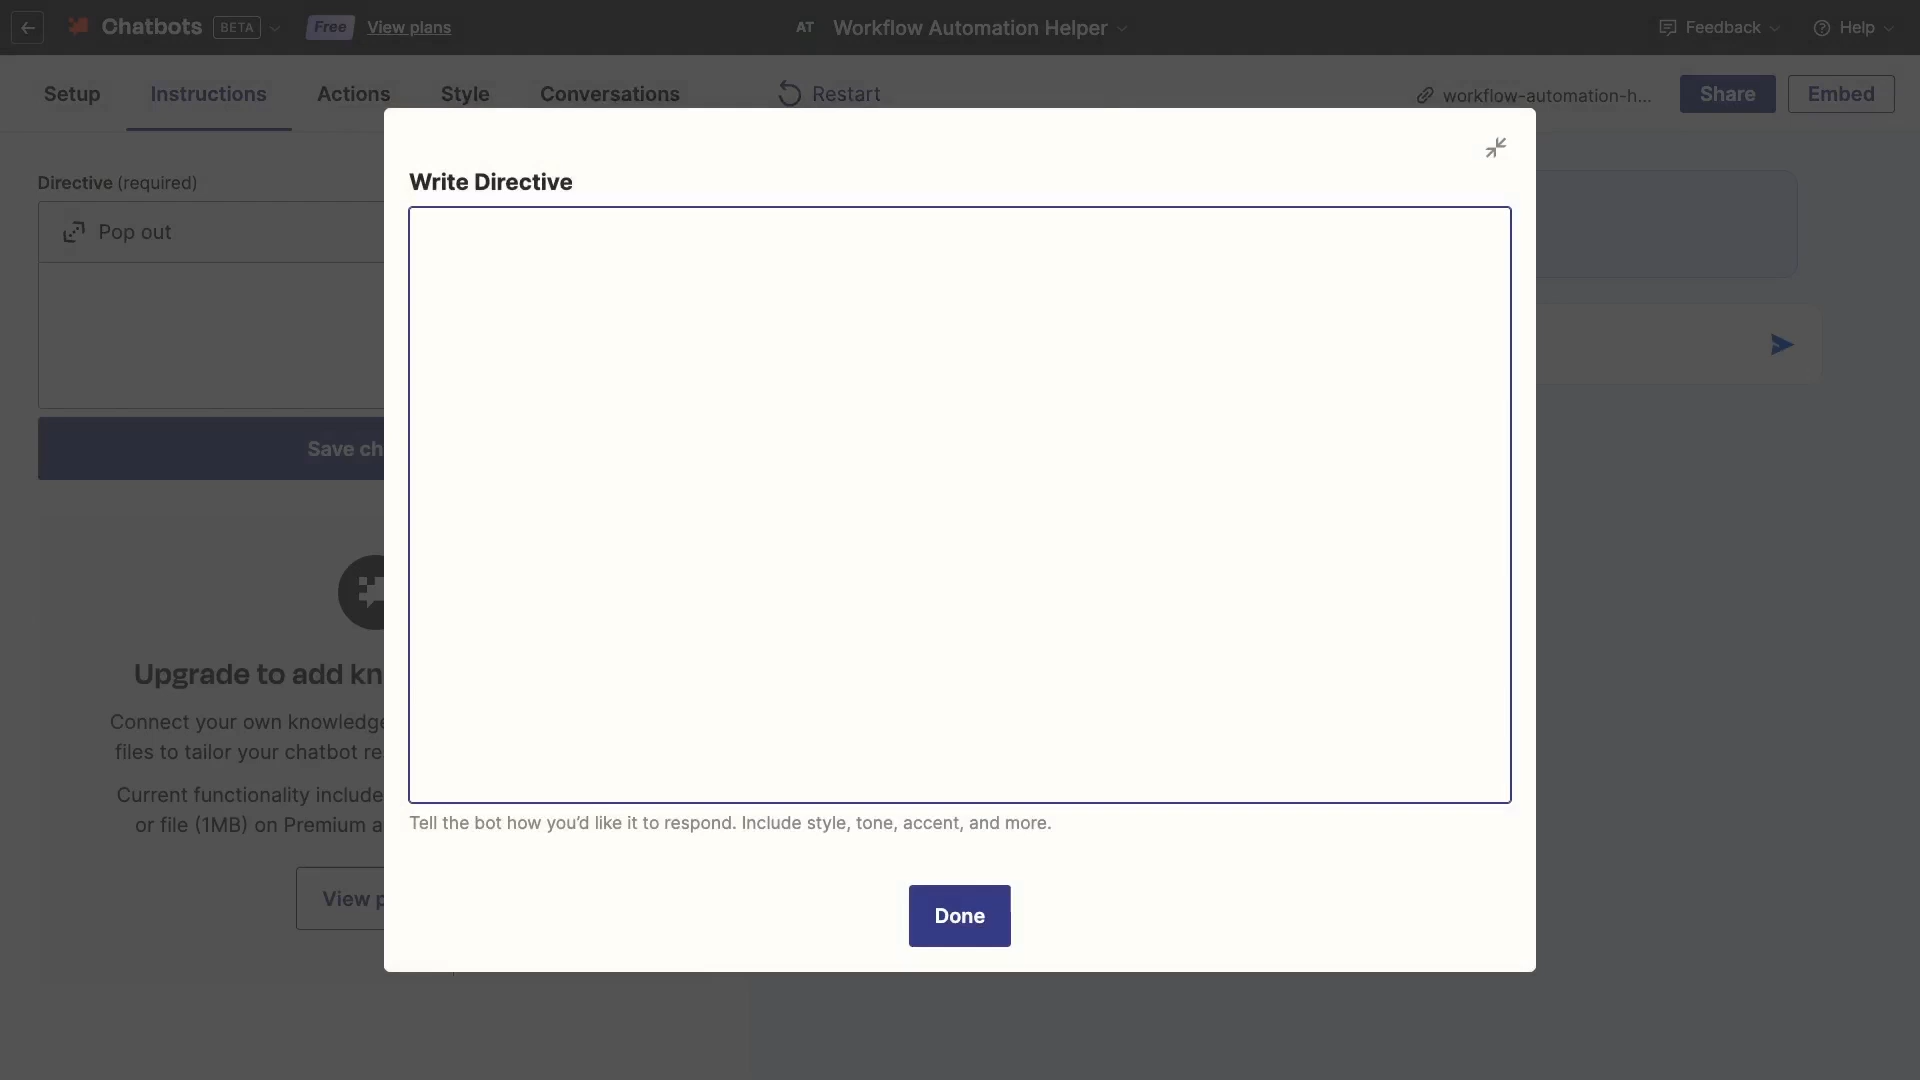 Chatbots BETA Free View plans AT Workflow Automation Helper Feedback Help
Setup Instructions Actions Style Conversations Restart workflow-automation-h... Share Embed
Directive (required)
Pop out
Save ch
Upgrade to add kn
Connect your own knowledge
files to tailor your chatbot re
Current functionality include
or file (1MB) on Premium a
View p
Write Directive
Tell the bot how you’d like it to respond. Include style, tone, accent, and more.
Done